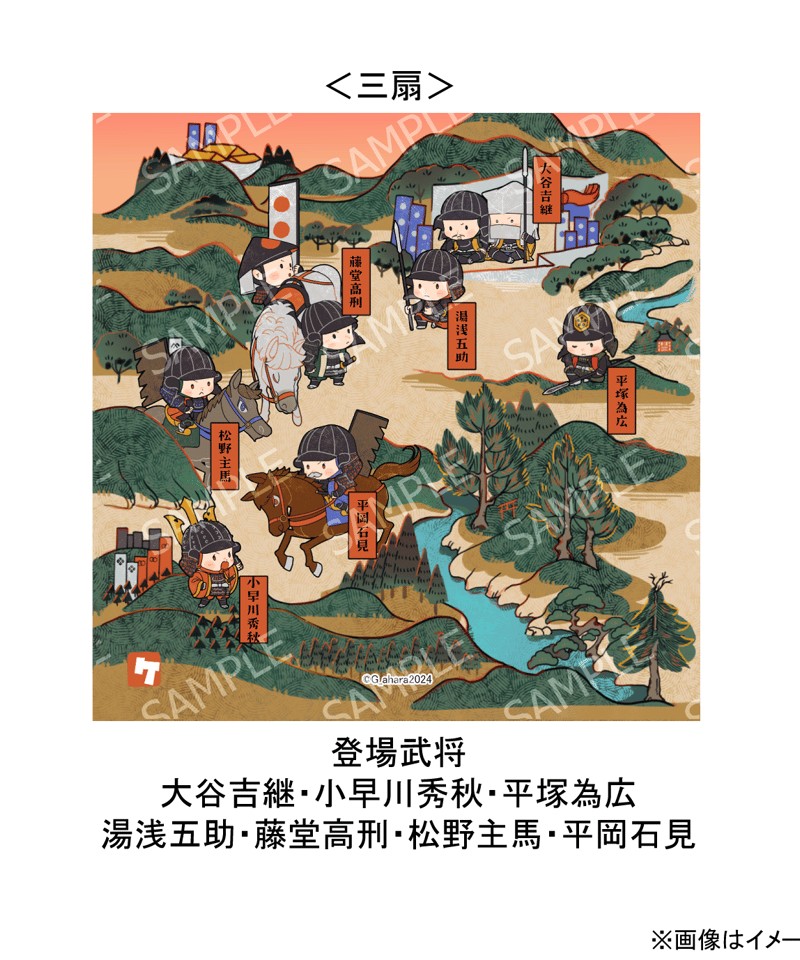 ＜三扇＞
SAMPLE
大谷吉継
藤堂高刑
湯浅五助
平塚為広
松野主馬
平岡石見
小早川秀秋
ケ
©G.ahara2024
登場武将
大谷吉継・小早川秀秋・平塚為広
湯浅五助・藤堂高刑・松野主馬・平岡石見
※画像はイメー